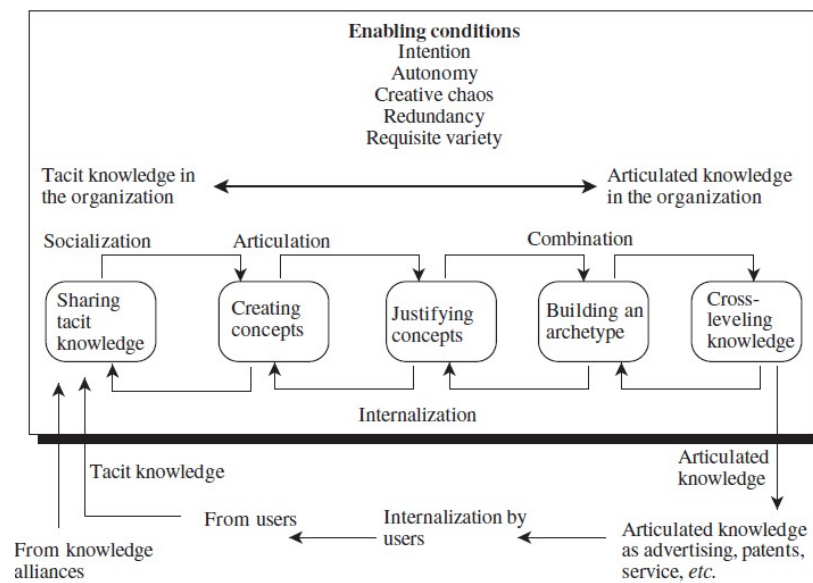 Enabling conditions
Intention
Autonomy
Creative chaos
Redundancy
Requisite variety
Tacit knowledge in
the organization
Articulated knowledge
in the organization
Socialization
Articulation
Combination
Sharing
tacit
knowledge
Creating
concepts
Justifying
concepts
Building an
archetype
Cross-
leveling
knowledge
Internalization
Tacit knowledge
Articulated
knowledge
From users
Internalization by
users
Articulated knowledge
as advertising, patents,
service, etc.
From knowledge
alliances